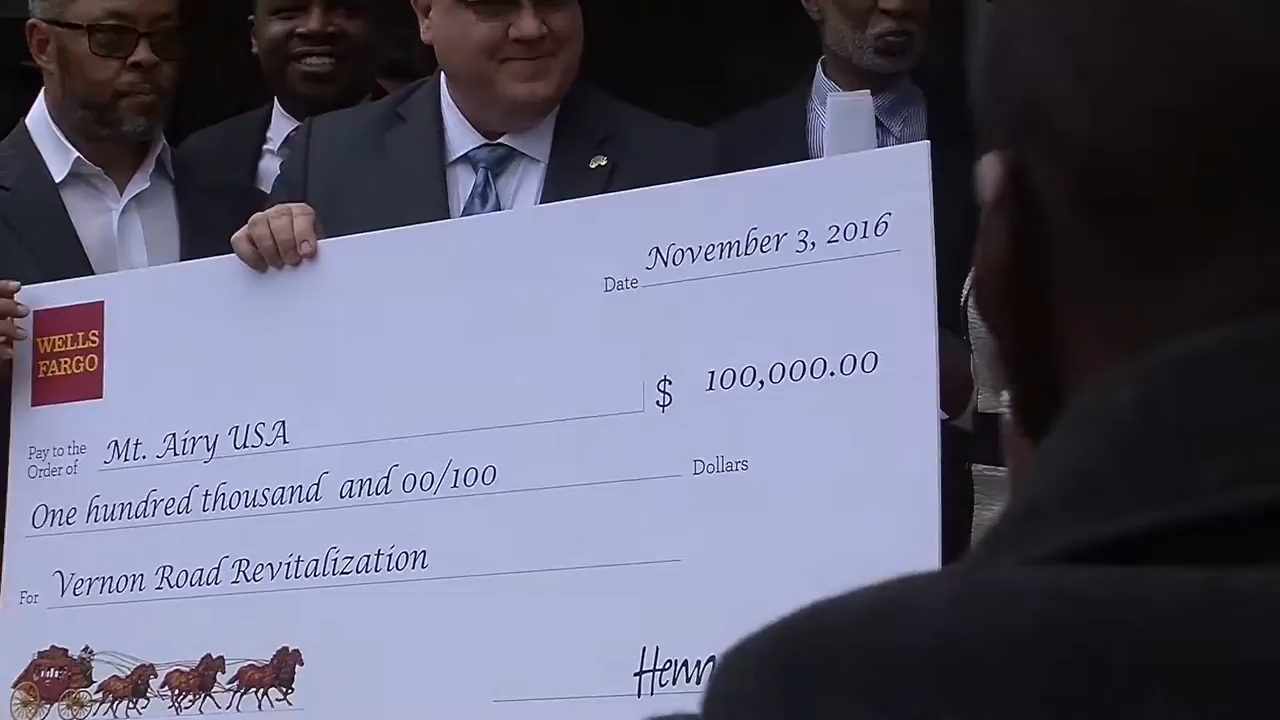 November 3, 2016
Date
WELLS
FARGO
$ 100,000.00
Pay to the
Order of
Mt. Airy USA
One hundred thousand and 00/100
Dollars
For Vernon Road Revitalization